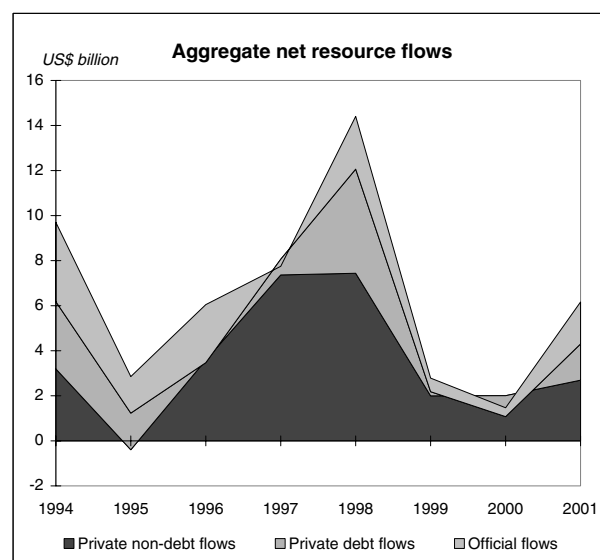 Aggregate net resource flows
US$ billion
16
14
12
10
8
6
4
2
0
-2
1994 1995 1996 1997 1998 1999 2000 2001
Private non-debt flows Private debt flows Official flows